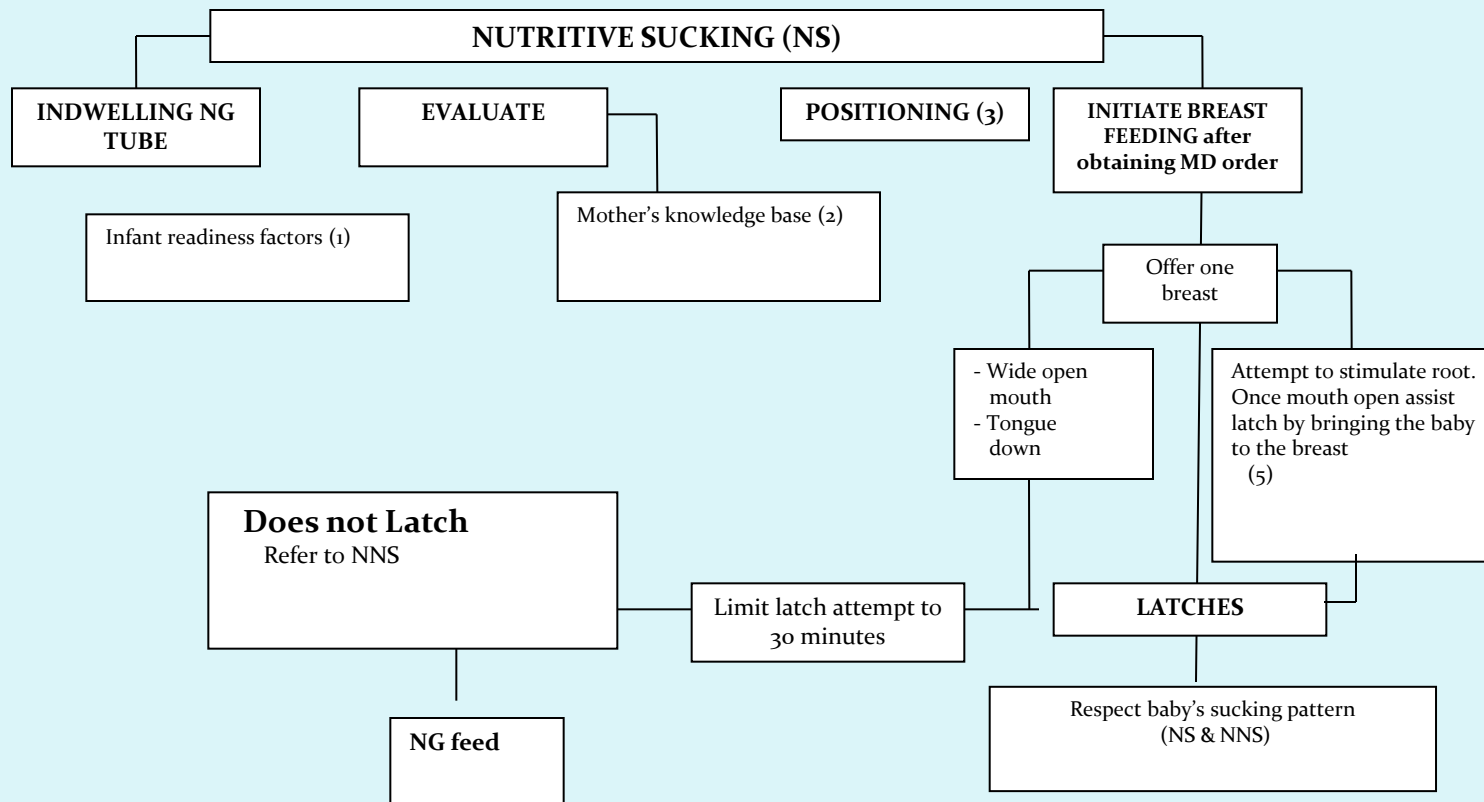 NUTRITIVE SUCKING (NS)
INDWELLING NG
TUBE
EVALUATE
POSITIONING (3)
INITIATE BREAST
FEEDING after
obtaining MD order
Infant readiness factors (1)
Mother's knowledge base (2)
Offer one
breast
- Wide open
mouth
- Tongue
down
Attempt to stimulate root.
Once mouth open assist
latch by bringing the baby
to the breast
(5)
Does not Latch
Refer to NNS
Limit latch attempt to
30 minutes
LATCHES
NG feed
Respect baby's sucking pattern
(NS & NNS)